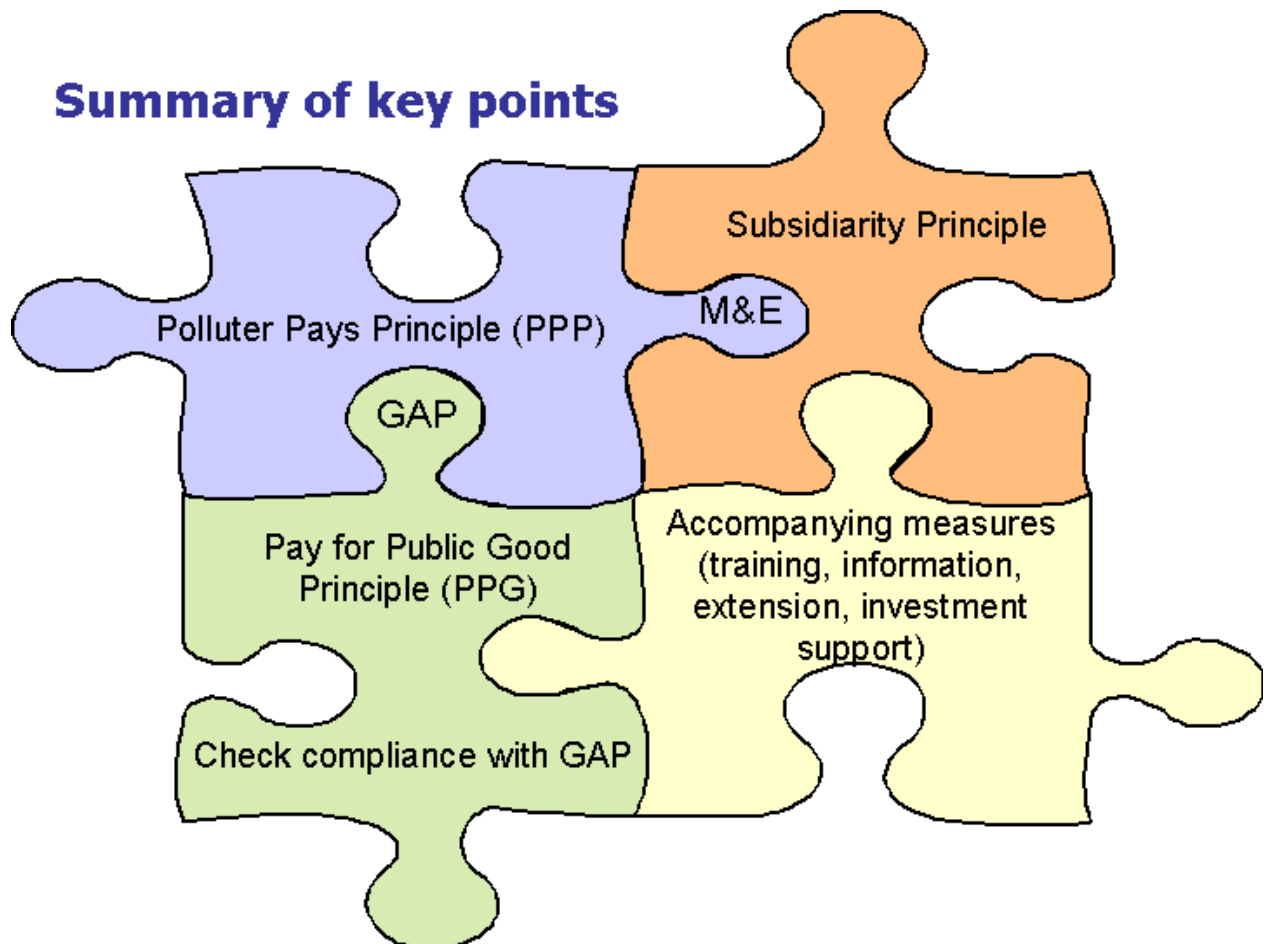 Summary of key points
Subsidiarity Principle
Polluter Pays Principle (PPP)
M&E
GAP
Pay for Public Good
Principle (PPG)
Check compliance with GAP
Accompanying measures
(training, information,
extension, investment
support)